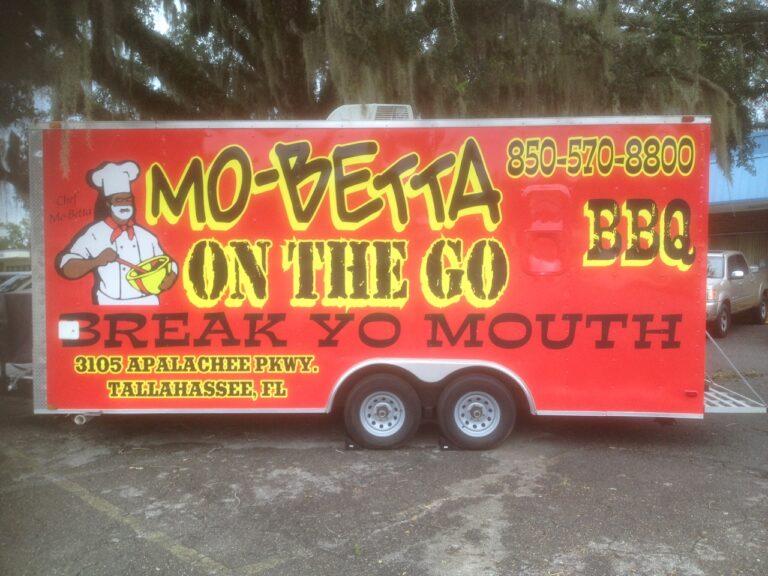 Chef
Mo-Betta
MO-BETTA
ON THE GO
850-570-8800
BBQ
BREAK YO MOUTH
3105 APALACHEE PKWY.
TALLAHASSEE, FL